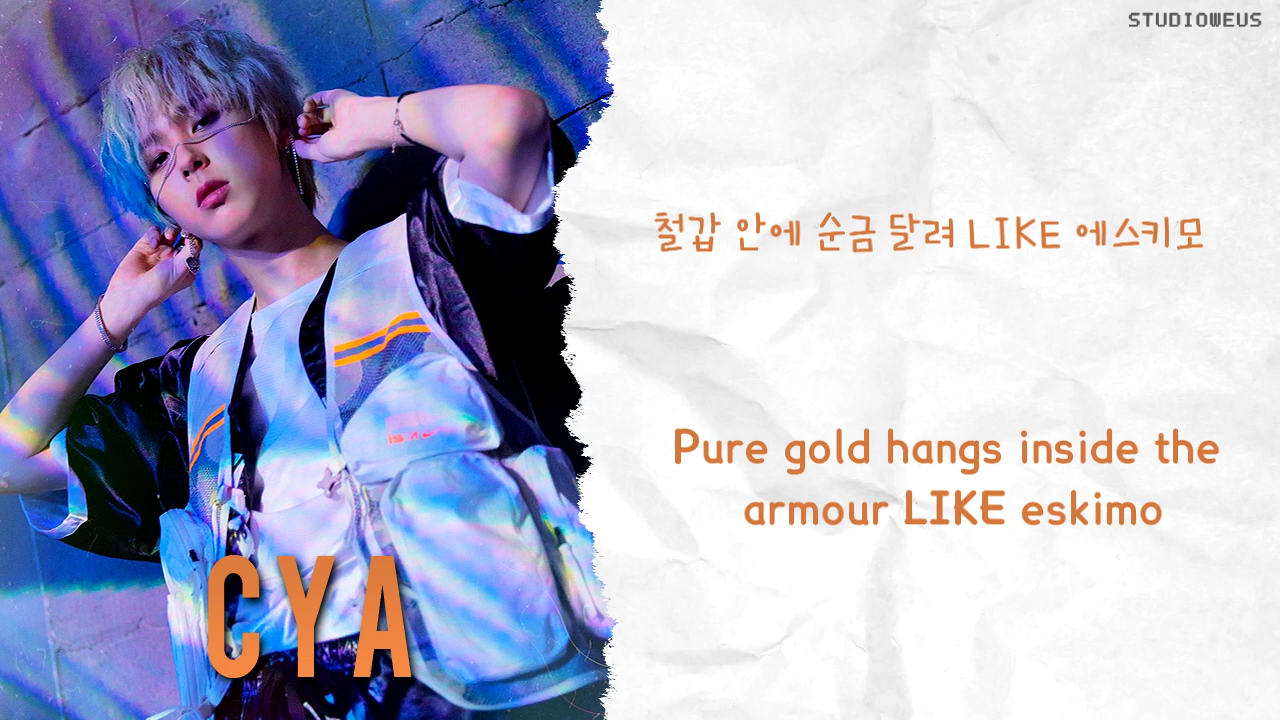 STUDIOWEUS
철갑 안에 순금 달려 LIKE 에스키모
Pure gold hangs inside the
armour LIKE eskimo
CYA